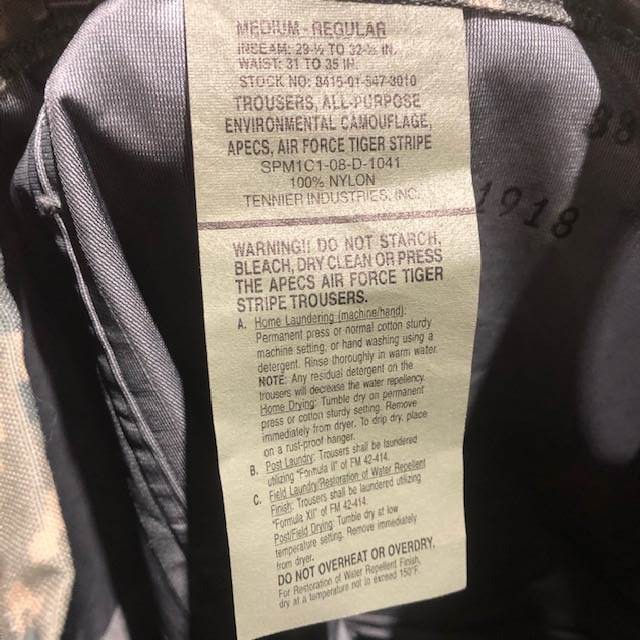 MEDIUM - REGULAR
INSEAM: 29-½ TO 32-½ IN.
WAIST: 31 TO 35 IN.
STOCK NO: 8415-01-547-3010
TROUSERS, ALL-PURPOSE
ENVIRONMENTAL CAMOUFLAGE,
APECS, AIR FORCE TIGER STRIPE
SPM1C1-08-D-1041
100% NYLON
TENNIER INDUSTRIES, INC.
WARNING!! DO NOT STARCH,
BLEACH, DRY CLEAN OR PRESS
THE APECS AIR FORCE TIGER
STRIPE TROUSERS.
A. Home Laundering (machine/hand):
Permanent press or normal cotton sturdy
machine setting, or hand washing using a
detergent. Rinse thoroughly in warm water.
NOTE: Any residual detergent on the
trousers will decrease the water repellency.
Home Drying: Tumble dry on permanent
press or cotton sturdy setting. Remove
immediately from dryer. To drip dry, place
on a rust-proof hanger.
B. Post Laundry: Trousers shall be laundered
utilizing "Formula II" of FM 42-414.
C. Field Laundry/Restoration of Water Repellent
Finish: Trousers shall be laundered utilizing
"Formula XII" of FM 42-414.
Post/Field Drying: Tumble dry at low
temperature setting. Remove immediately
from dryer.
DO NOT OVERHEAT OR OVERDRY.
For Restoration of Water Repellent Finish,
dry at a temperature not to exceed 150°F.
38
1918